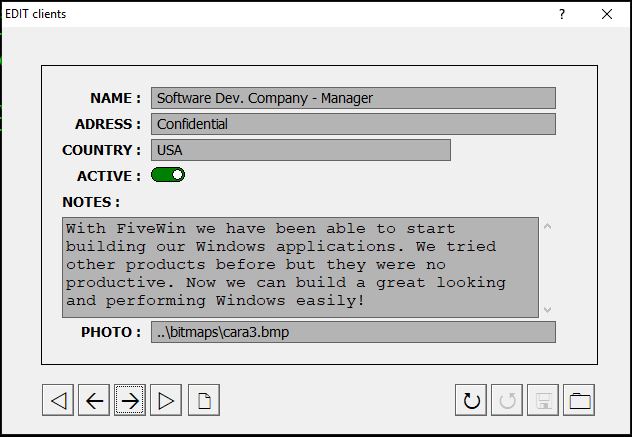 EDIT clients
?
NAME : Software Dev. Company - Manager
ADRESS : Confidential
COUNTRY : USA
ACTIVE :
NOTES :
With FiveWin we have been able to start
building our Windows applications. We tried
other products before but they were no
productive. Now we can build a great looking
and performing Windows easily!
PHOTO : ..\bitmaps\cara3.bmp